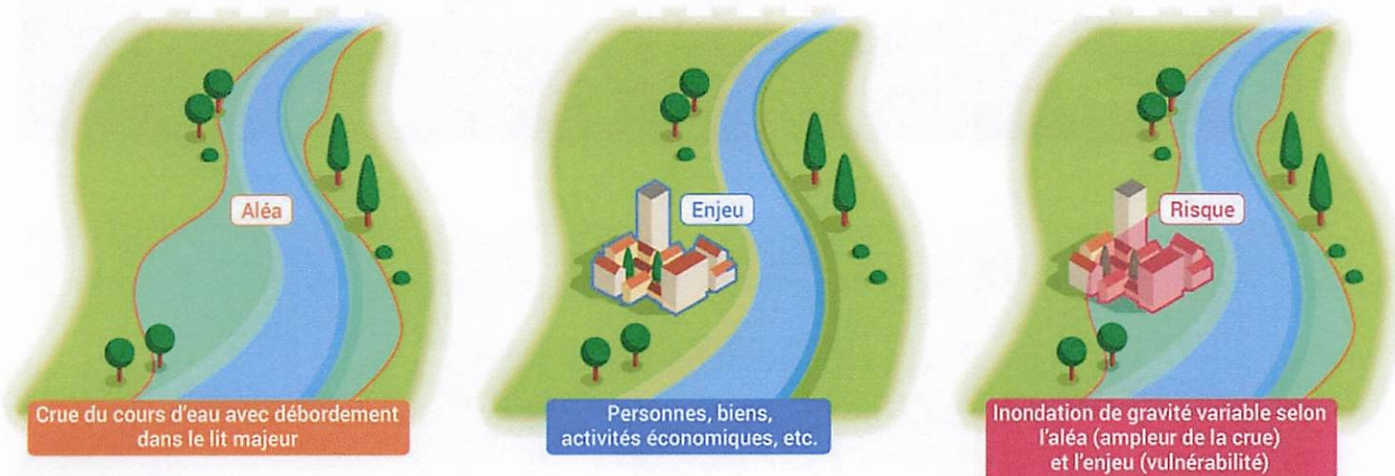 Aléa
Crue du cours d'eau avec débordement
dans le lit majeur
Enjeu
Personnes, biens,
activités économiques, etc.
Risque
Inondation de gravité variable selon
l'aléa (ampleur de la crue)
et l'enjeu (vulnérabilité)